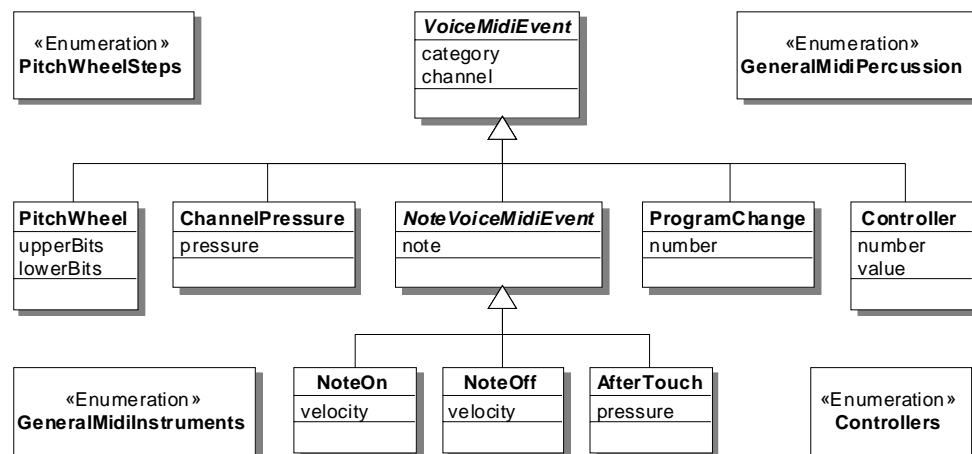 «Enumeration»
PitchWheelSteps
VoiceMidiEvent
category
channel
«Enumeration»
GeneralMidiPercussion
PitchWheel
upperBits
lowerBits
ChannelPressure
pressure
NoteVoiceMidiEvent
note
ProgramChange
number
Controller
number
value
«Enumeration»
GeneralMidiInstruments
NoteOn
velocity
NoteOff
velocity
AfterTouch
pressure
«Enumeration»
Controllers